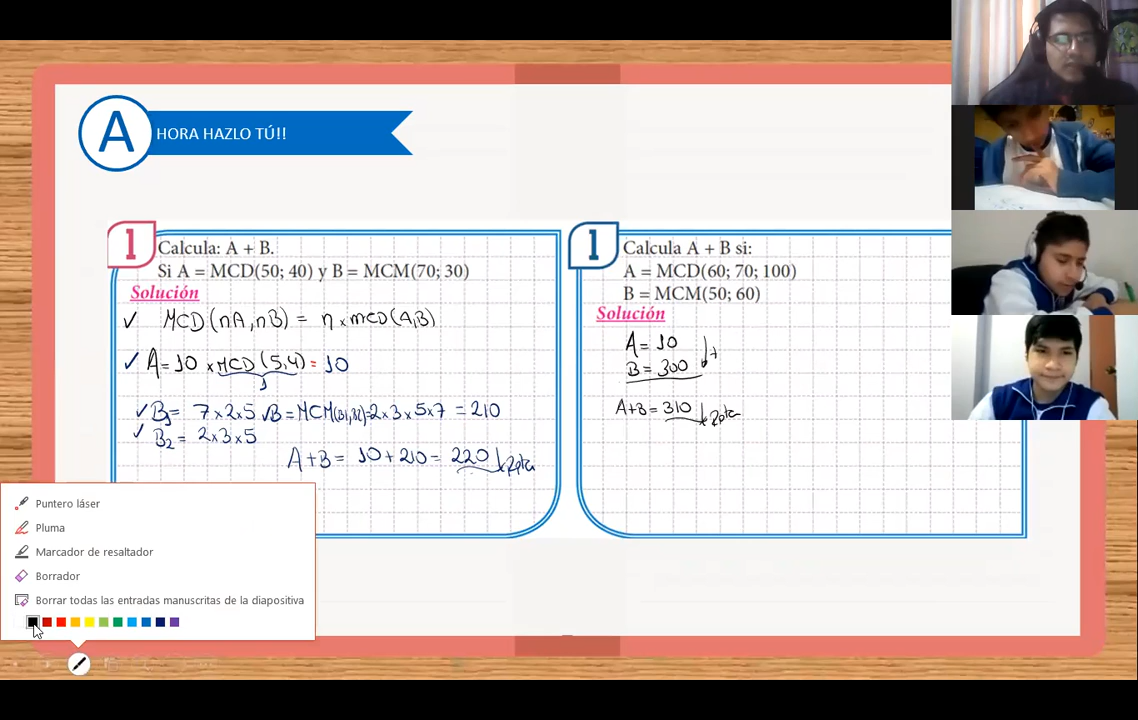 A
HORA HAZLO TÚ!!
1
Calcula: A + B.
Si A = MCD(50; 40) y B = MCM(70; 30)
Solución
✓ MCD(nA,nB) = n×mCD(A,B)
✓ A=10 × MCD(5,4) = 10
1
✓ B1= 7×2×5 √B=MCM(B1,B2)=2×3×5×7 =210
✓ B2 = 2×3×5
A+B = 10+210= 220 Rpta
1
Calcula A + B si:
A = MCD(60; 70; 100)
B = MCM(50; 60)
Solución
A= 10
B= 300 +
A+B=310 Rpta
Puntero láser
Pluma
Marcador de resaltador
Borrador
Borrar todas las entradas manuscritas de la diapositiva